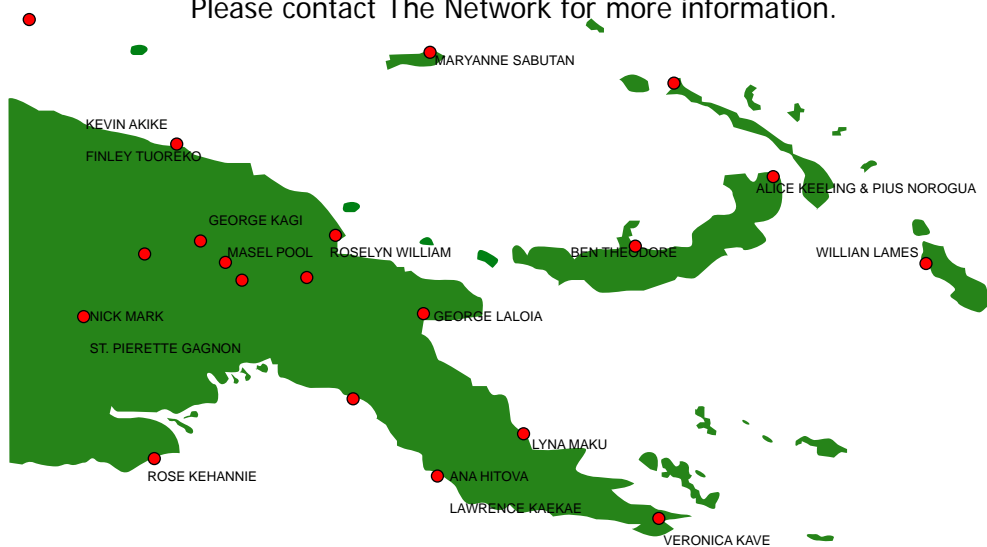 Please contact The Network for more information.
MARYANNE SABUTAN
KEVIN AKIKE
FINLEY TUOREKO
ALICE KEELING & PIUS NOROGUA
GEORGE KAGI
MASEL POOL
ROSELYN WILLIAM
BEN THEODORE
WILLIAN LAMES
NICK MARK
GEORGE LALOIA
ST. PIERETTE GAGNON
LYNA MAKU
ROSE KEHANNIE
ANA HITOVA
LAWRENCE KAEKAE
VERONICA KAVE